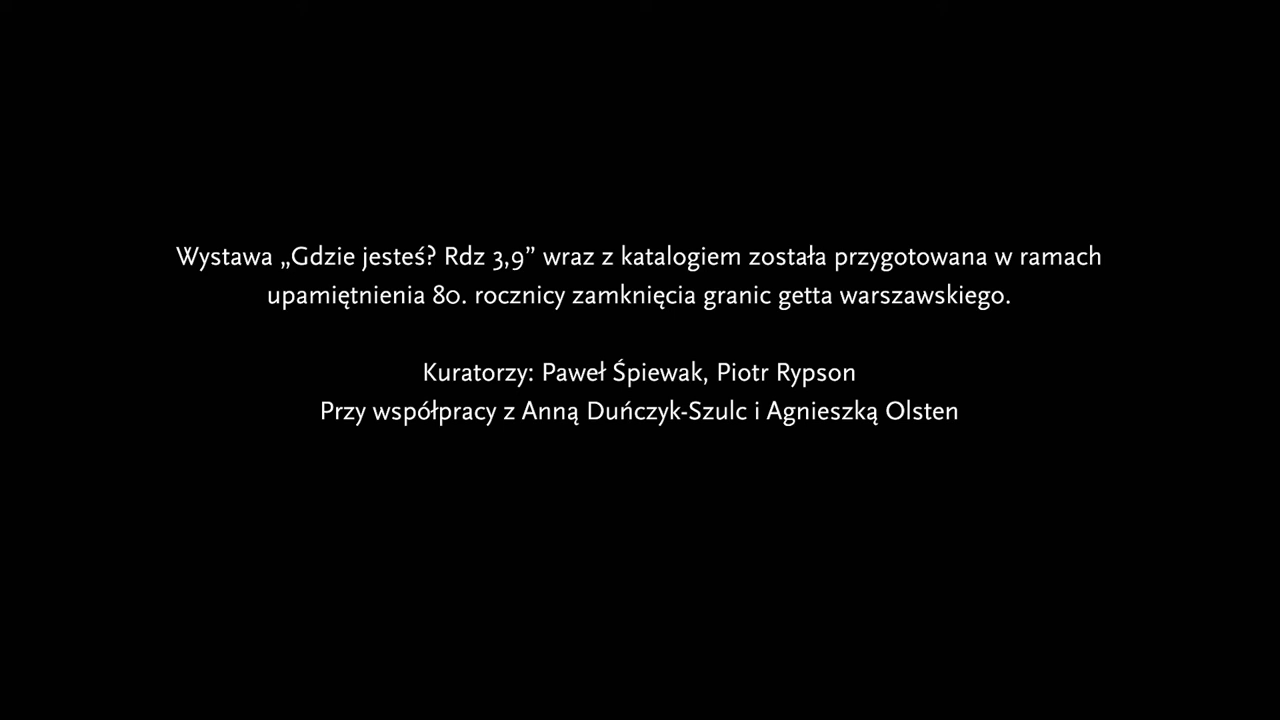 Wystawa „Gdzie jesteś? Rdz 3,9” wraz z katalogiem została przygotowana w ramach
upamiętnienia 80. rocznicy zamknięcia granic getta warszawskiego.
Kuratorzy: Paweł Śpiewak, Piotr Rypson
Przy współpracy z Anną Duńczyk-Szulc i Agnieszką Olsten